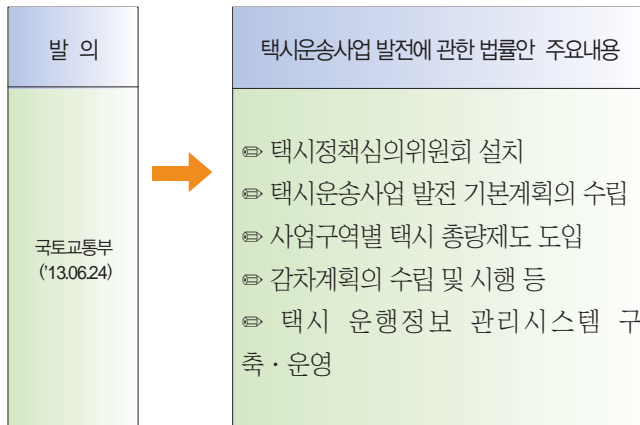 발 의
택시운송사업 발전에 관한 법률안 주요내용
국토교통부
('13.06.24)
✏ 택시정책심의위원회 설치
✏ 택시운송사업 발전 기본계획의 수립
✏ 사업구역별 택시 총량제도 도입
✏ 감차계획의 수립 및 시행 등
✏ 택시 운행정보 관리시스템 구
축·운영